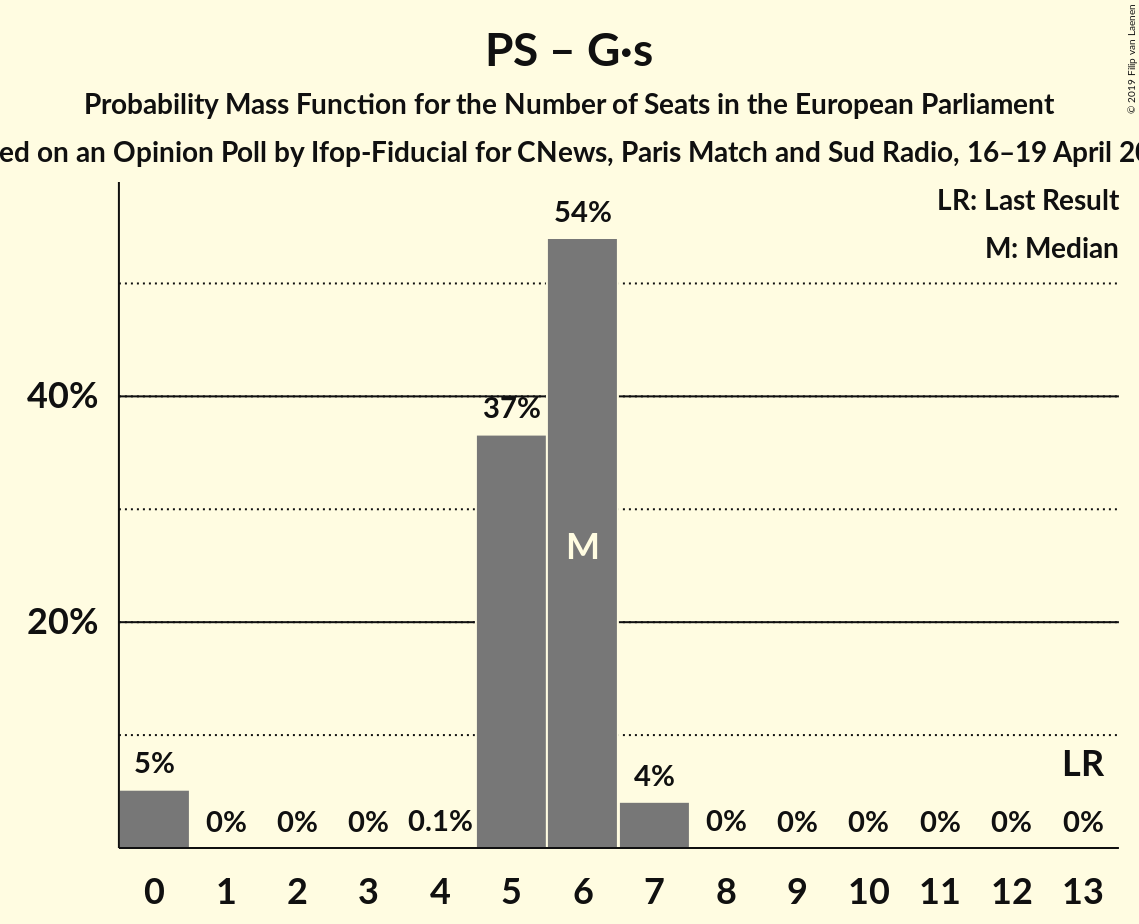 PS – G·s
Probability Mass Function for the Number of Seats in the European Parliament
ed on an Opinion Poll by Ifop-Fiducial for CNews, Paris Match and Sud Radio, 16–19 April 20
© 2019 Filip van Laenen
LR: Last Result
M: Median
54%
40%
37%
M
20%
LR
5%
4%
0% 0% 0% 0.1% 0% 0% 0% 0% 0% 0%
0 1 2 3 4 5 6 7 8 9 10 11 12 13